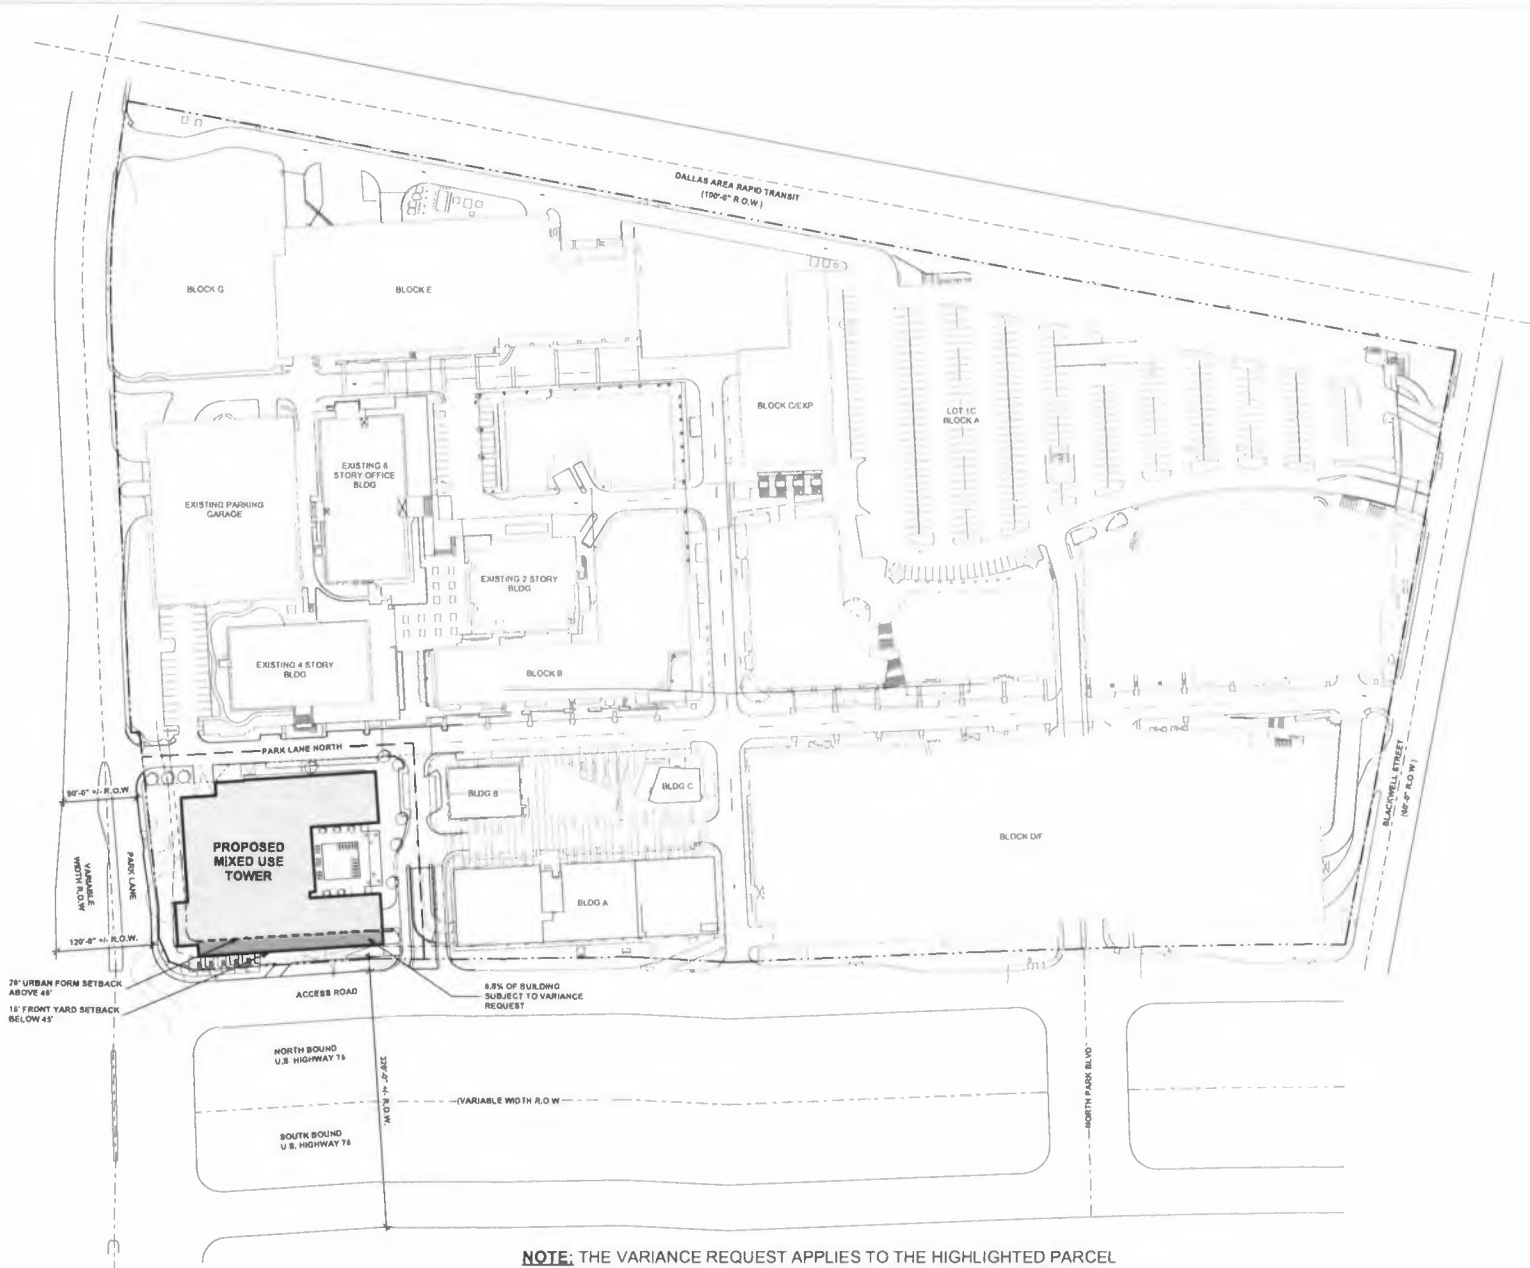 DALLAS AREA RAPID TRANSIT
(100'-0" R.O.W.)
BLOCK G
BLOCK E
BLOCK C/EXP
LOT 1C
BLOCK A
EXISTING 6
STORY OFFICE
BLDG
EXISTING PARKING
GARAGE
EXISTING 2 STORY
BLDG
EXISTING 4 STORY
BLDG
BLOCK B
PARK LANE NORTH
90'-0" +/- R.O.W.
BLDG B
BLDG C
BLACKWELL STREET
(60'-0" R.O.W.)
PROPOSED
MIXED USE
TOWER
VARIABLE
WIDTH R.O.W.
PARK LANE
BLOCK D/F
BLDG A
120'-0" +/- R.O.W.
URBAN FORM SETBACK
ABOVE 45'
15' FRONT YARD SETBACK
BELOW 45'
ACCESS ROAD
OF BUILDING
SUBJECT TO VARIANCE
REQUEST
NORTH BOUND
U.S. HIGHWAY 75
+/- R.O.W.
(VARIABLE WIDTH R.O.W
NORTH PARK BLVD
SOUTH BOUND
U.S. HIGHWAY 75
NOTE: THE VARIANCE REQUEST APPLIES TO THE HIGHLIGHTED PARCEL